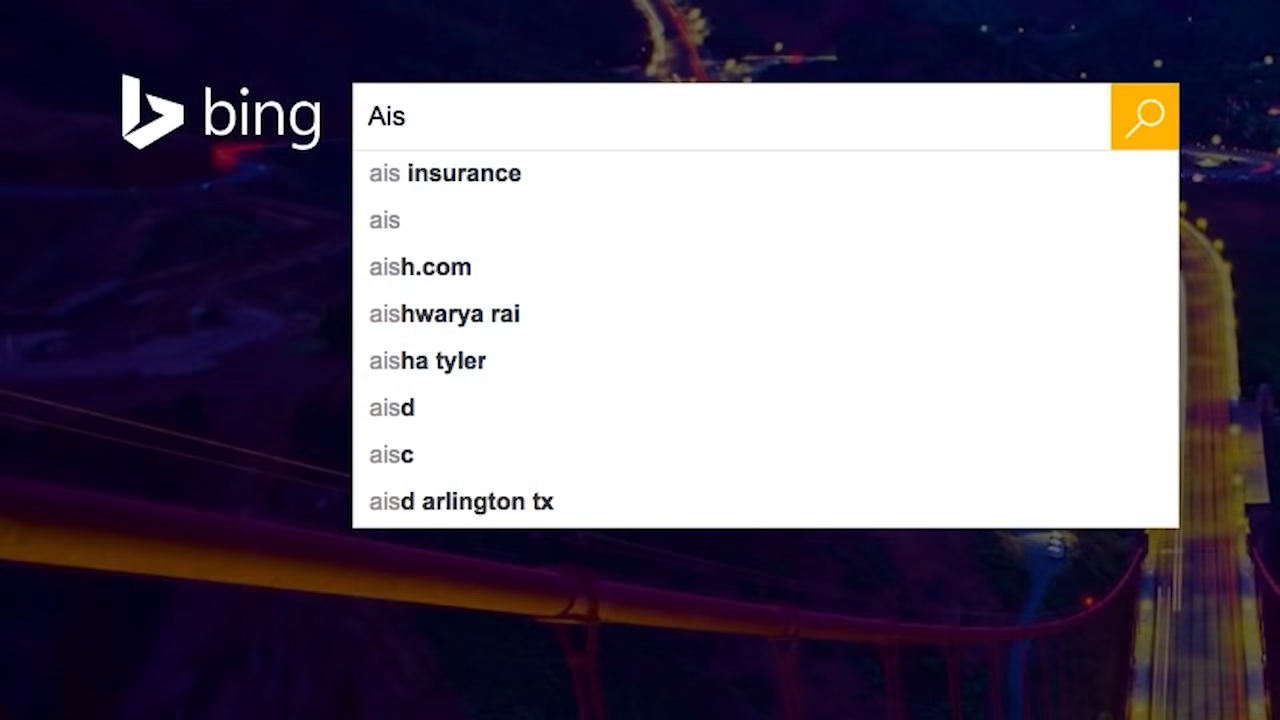 bing
Ais
ais insurance
ais
aish.com
aishwarya rai
aisha tyler
aisd
aisc
aisd arlington tx